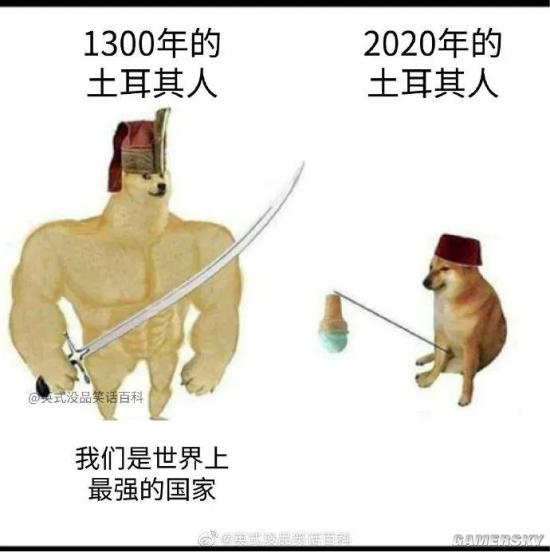 1300年的
土耳其人
2020年的
土耳其人
@英式没品笑话百科
我们是世界上
最强的国家
@英式没品笑话百科
GAMERSKY